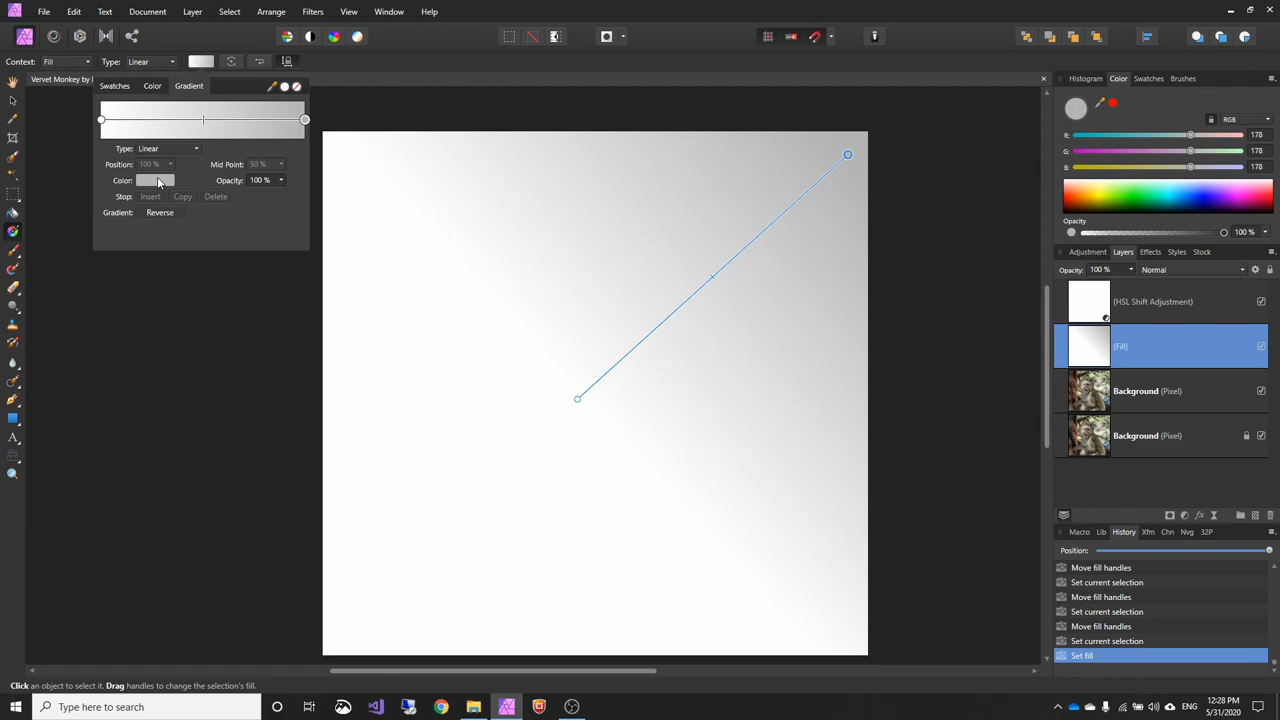 File Edit Text Document Layer Select Arrange Filters View Window Help
Context: Fill Type: Linear
Vervet Monkey by
Swatches Color Gradient
Type: Linear
Position: 100 % Mid Point: 50 %
Color: Opacity: 100 %
Stop: Insert Copy Delete
Gradient: Reverse
Histogram Color Swatches Brushes
RGB
R: 178
G: 178
B: 178
Opacity
100 %
Adjustment Layers Effects Styles Stock
Opacity: 100 % Normal
(HSL Shift Adjustment)
(Fill)
Background (Pixel)
Background (Pixel)
Macro Lib History Xfm Chn Nvg 32P
Position:
Move fill handles
Set current selection
Move fill handles
Set current selection
Move fill handles
Set current selection
Set fill
Click an object to select it. Drag handles to change the selection's fill.
Type here to search
ENG
12:28 PM
5/31/2020